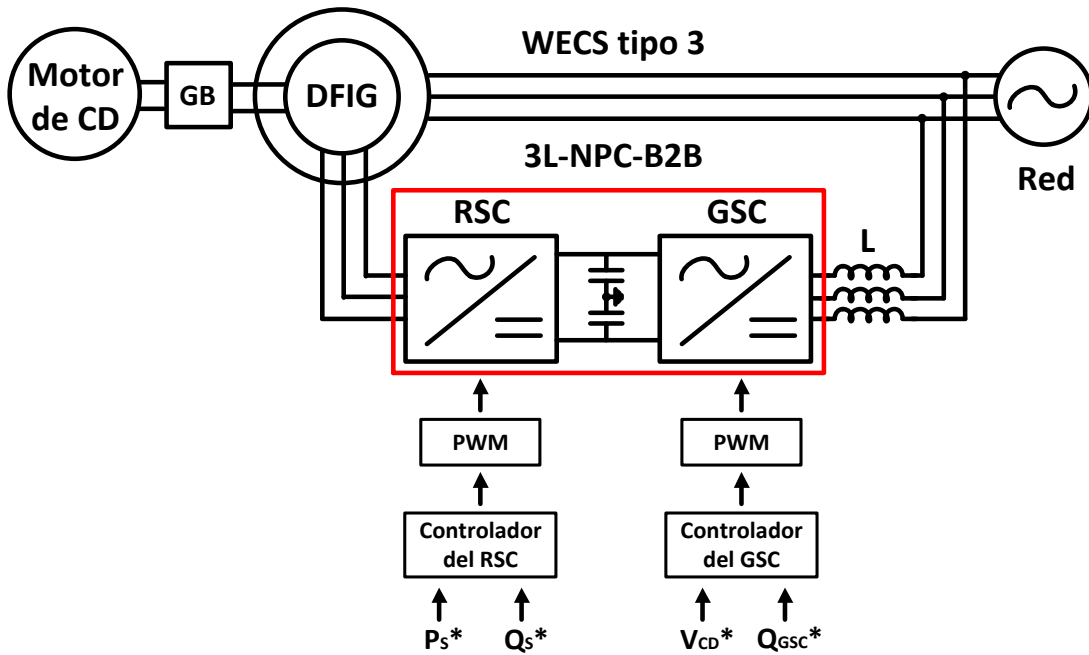 WECS tipo 3
Motor
de CD
GB
DFIG
3L-NPC-B2B
Red
RSC
GSC
L
PWM
PWM
Controlador
del RSC
Controlador
del GSC
PS*
QS*
VCD*
QGSC*